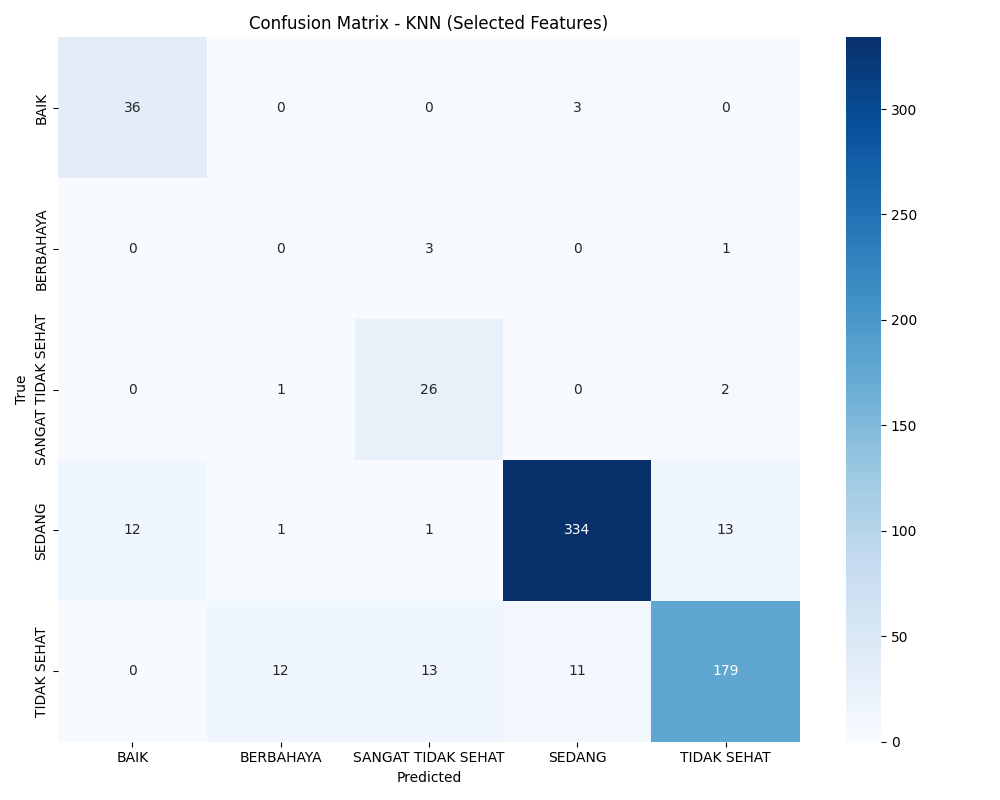 Confusion Matrix - KNN (Selected Features)
True
BAIK
36 0 0 3 0
BERBAHAYA
0 0 3 0 1
SANGAT TIDAK SEHAT
0 1 26 0 2
SEDANG
12 1 1 334 13
TIDAK SEHAT
0 12 13 11 179
BAIK BERBAHAYA SANGAT TIDAK SEHAT SEDANG TIDAK SEHAT
Predicted
300
250
200
150
100
50
0